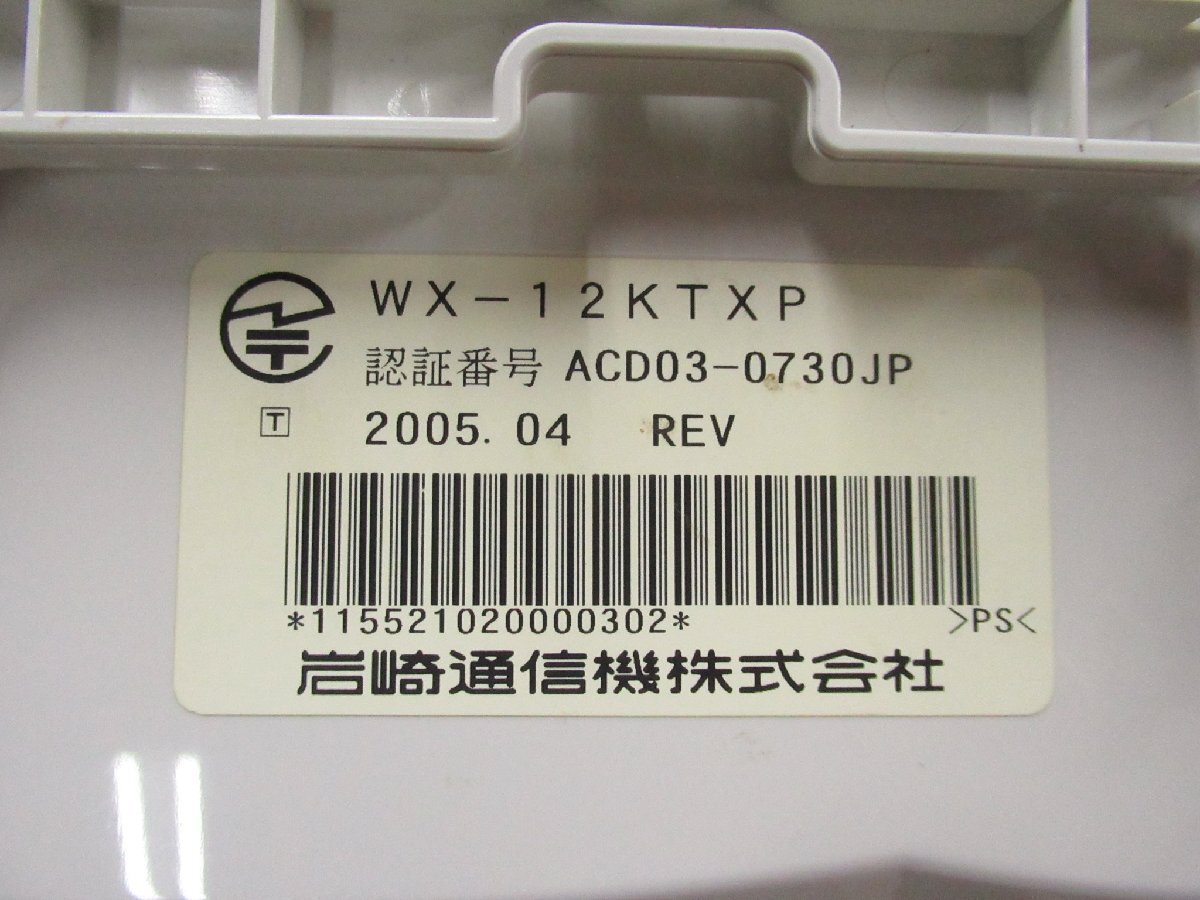 WX-12KTXP
認証番号 ACD03-0730JP
T 2005.04 REV
*115521020000302*
>PS<
岩崎通信機株式会社